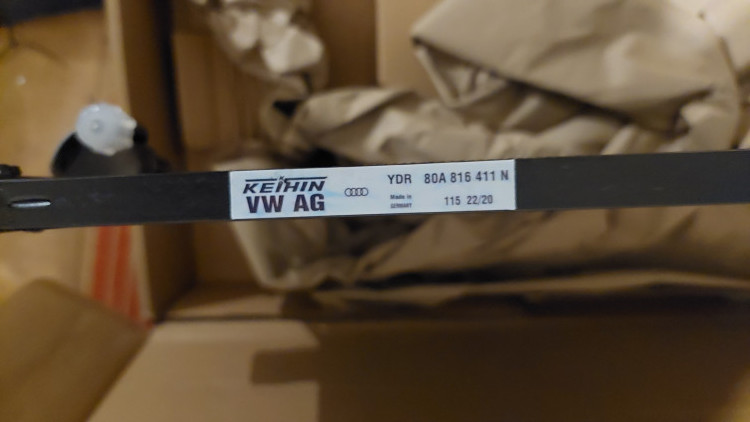 KEIHIN
VW AG
Made in
GERMANY
YDR 80A 816 411 N
115 22/20